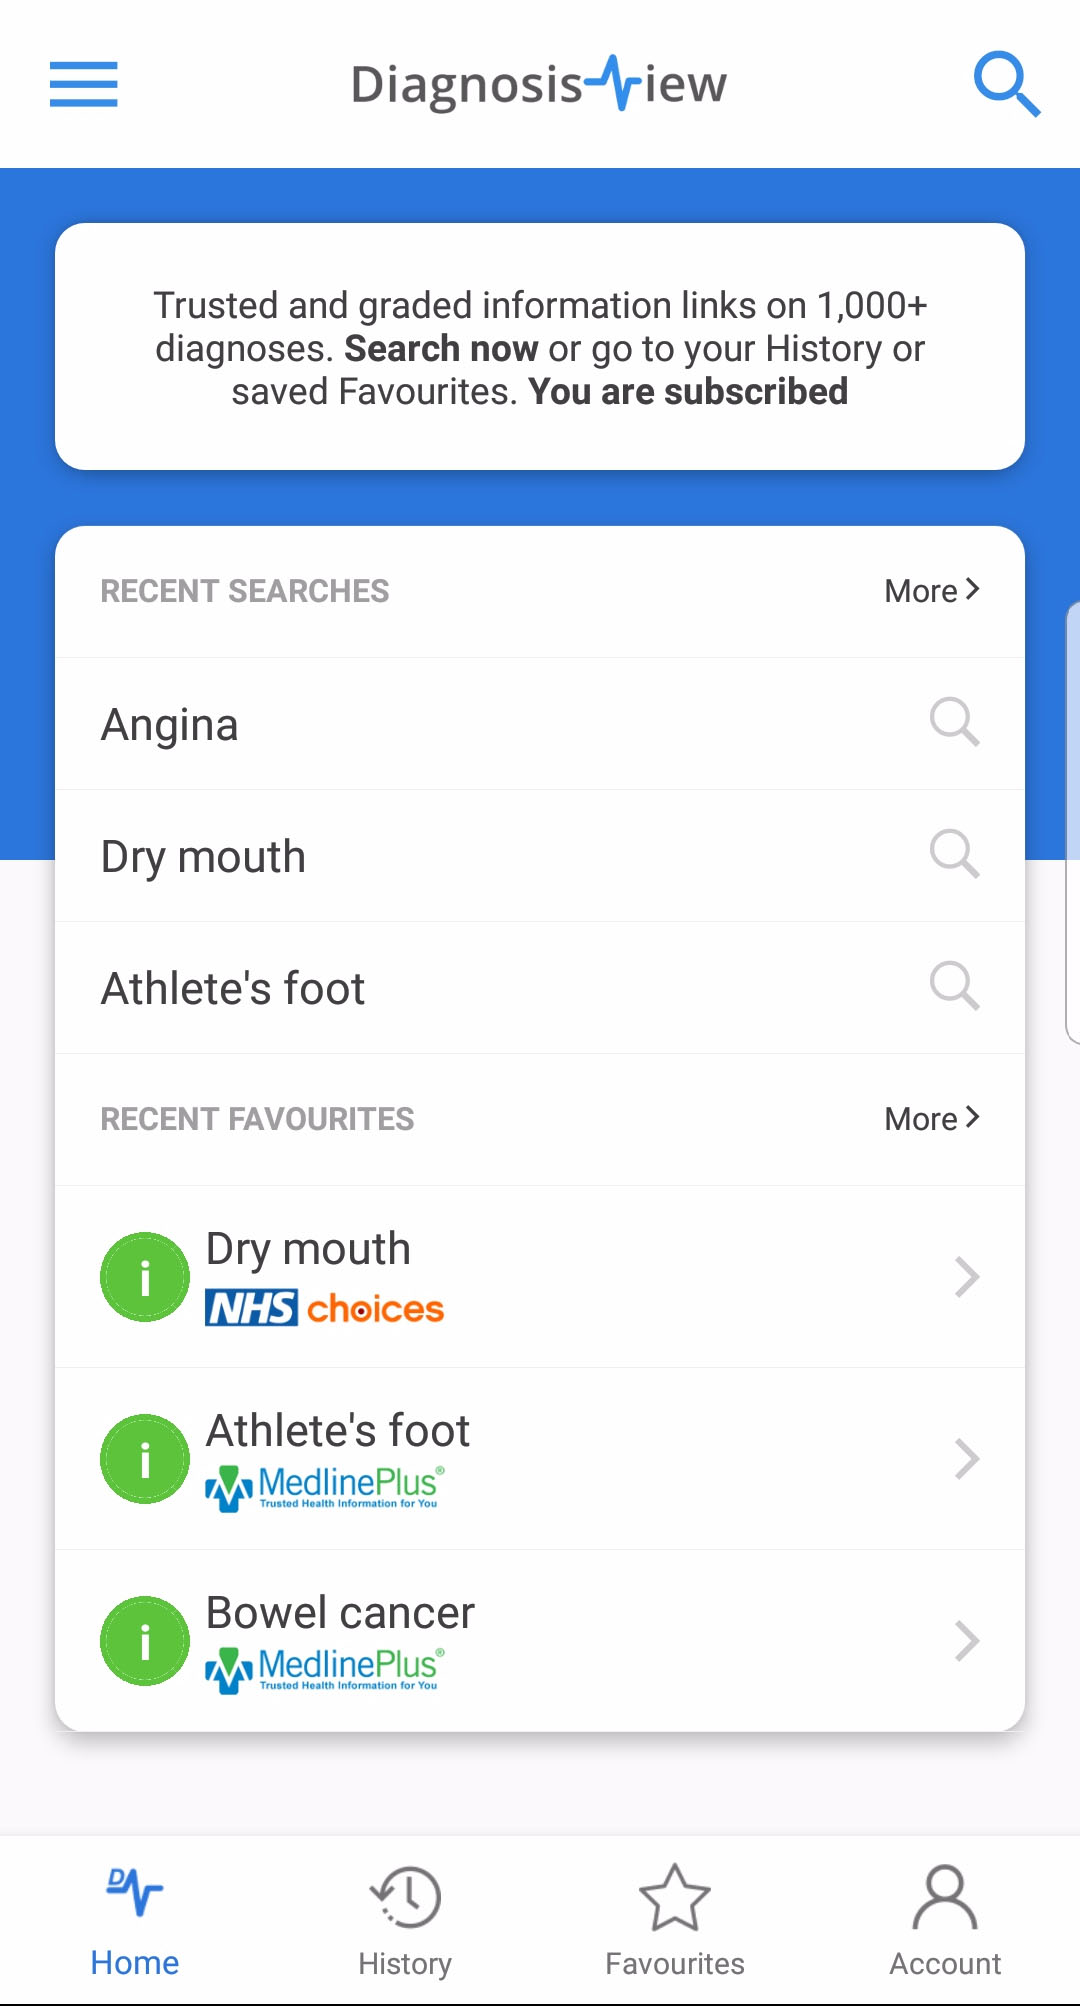 Diagnosis View
Trusted and graded information links on 1,000+
diagnoses. Search now or go to your History or
saved Favourites. You are subscribed
RECENT SEARCHES More
Angina
Dry mouth
Athlete's foot
RECENT FAVOURITES More
i Dry mouth
NHS choices
i Athlete's foot
MedlinePlus®
Trusted Health Information for You
i Bowel cancer
MedlinePlus®
Trusted Health Information for You
D
Home History Favourites Account